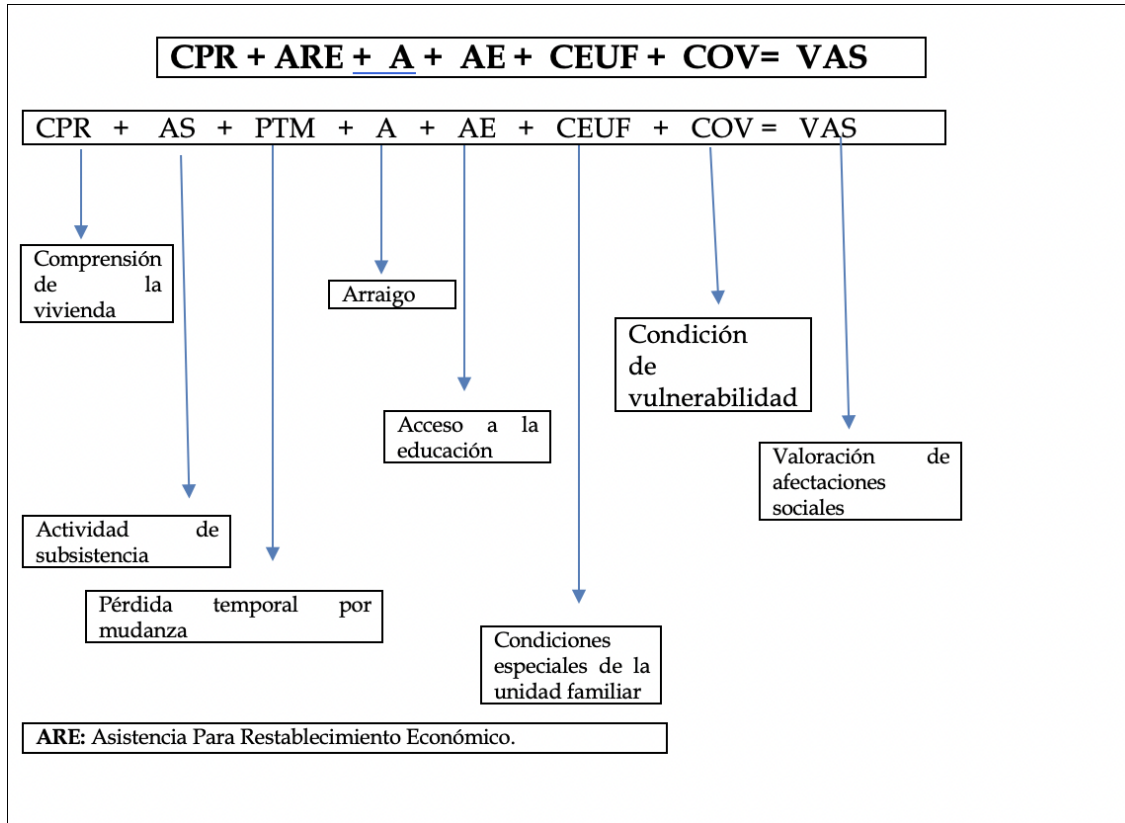 CPR + ARE + A + AE + CEUF + COV= VAS
CPR + AS + PTM + A + AE + CEUF + COV = VAS
Comprensión
de la
vivienda
Arraigo
Condición
de
vulnerabilidad
Acceso a la
educación
Valoración de
afectaciones
sociales
Actividad de
subsistencia
Pérdida temporal por
mudanza
Condiciones
especiales de la
unidad familiar
ARE: Asistencia Para Restablecimiento Económico.